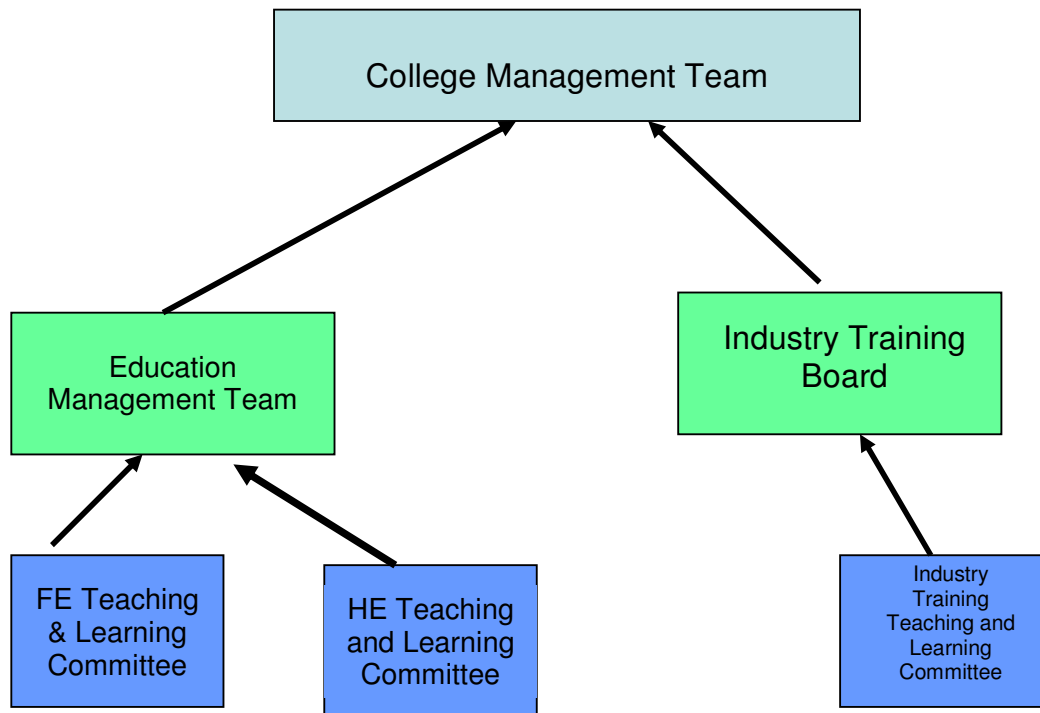 College Management Team
Education
Management Team
Industry Training
Board
FE Teaching
& Learning
Committee
HE Teaching
and Learning
Committee
Industry
Training
Teaching and
Learning
Committee